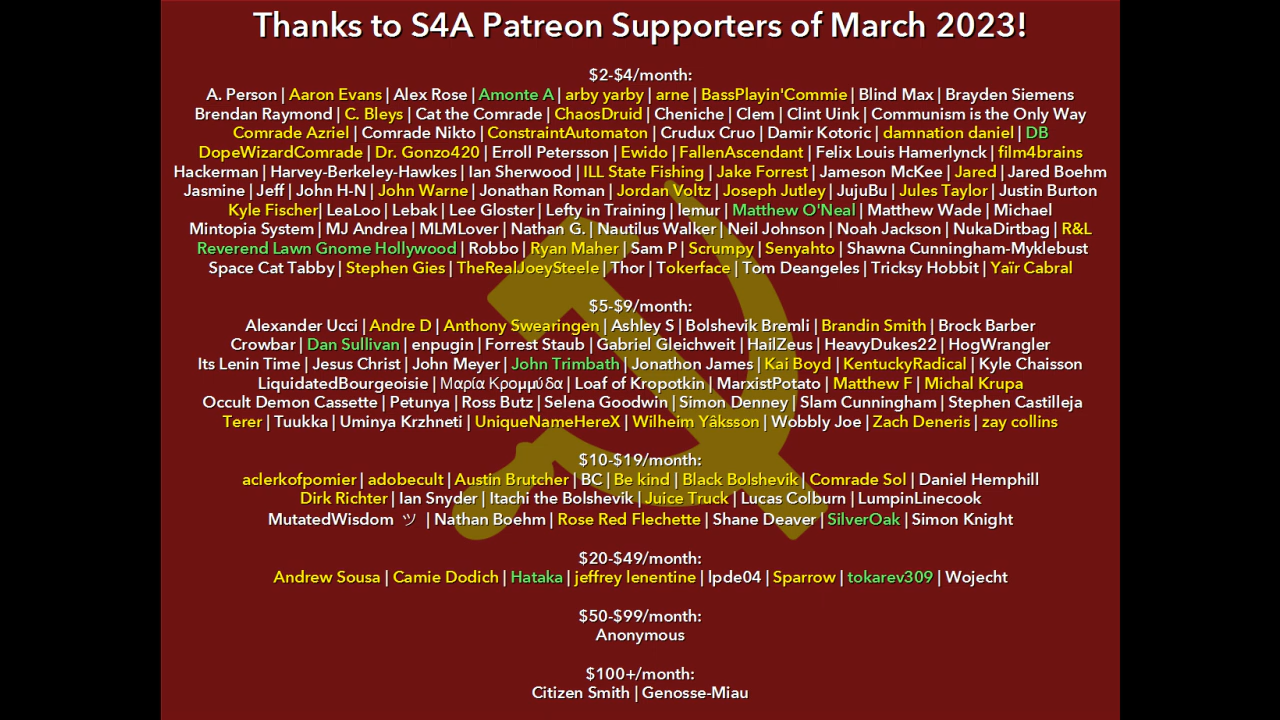 Thanks to S4A Patreon Supporters of March 2023!
$2-$4/month:
A. Person | Aaron Evans | Alex Rose | Amonte A | arby yarby | arne | BassPlayin'Commie | Blind Max | Brayden Siemens
Brendan Raymond | C. Bleys | Cat the Comrade | ChaosDruid | Cheniche | Clem | Clint Uink | Communism is the Only Way
Comrade Azriel | Comrade Nikto | ConstraintAutomaton | Crudux Cruo | Damir Kotoric | damnation daniel | DB
DopeWizardComrade | Dr. Gonzo420 | Erroll Petersson | Ewido | FallenAscendant | Felix Louis Hamerlynck | film4brains
Hackerman | Harvey-Berkeley-Hawkes | Ian Sherwood | ILL State Fishing | Jake Forrest | Jameson McKee | Jared | Jared Boehm
Jasmine | Jeff | John H-N | John Warne | Jonathan Roman | Jordan Voltz | Joseph Jutley | JujuBu | Jules Taylor | Justin Burton
Kyle Fischer| LeaLoo | Lebak | Lee Gloster | Lefty in Training | lemur | Matthew O'Neal | Matthew Wade | Michael
Mintopia System | MJ Andrea | MLMLover | Nathan G. | Nautilus Walker | Neil Johnson | Noah Jackson | NukaDirtbag | R&L
Reverend Lawn Gnome Hollywood | Robbo | Ryan Maher | Sam P | Scrumpy | Senyahto | Shawna Cunningham-Myklebust
Space Cat Tabby | Stephen Gies | TheRealJoeySteele | Thor | Tokerface | Tom Deangeles | Tricksy Hobbit | Yaïr Cabral
$5-$9/month:
Alexander Ucci | Andre D | Anthony Swearingen | Ashley S | Bolshevik Bremli | Brandin Smith | Brock Barber
Crowbar | Dan Sullivan | enpugin | Forrest Staub | Gabriel Gleichweit | HailZeus | HeavyDukes22 | HogWrangler
Its Lenin Time | Jesus Christ | John Meyer | John Trimbath | Jonathon James | Kai Boyd | KentuckyRadical | Kyle Chaisson
LiquidatedBourgeoisie | Μαρία Κρομμύδα | Loaf of Kropotkin | MarxistPotato | Matthew F | Michal Krupa
Occult Demon Cassette | Petunya | Ross Butz | Selena Goodwin | Simon Denney | Slam Cunningham | Stephen Castilleja
Terer | Tuukka | Uminya Krzhneti | UniqueNameHereX | Wilheim Yâksson | Wobbly Joe | Zach Deneris | zay collins
$10-$19/month:
aclerkofpomier | adobecult | Austin Brutcher | BC | Be kind | Black Bolshevik | Comrade Sol | Daniel Hemphill
Dirk Richter | Ian Snyder | Itachi the Bolshevik | Juice Truck | Lucas Colburn | LumpinLinecook
MutatedWisdom ツ | Nathan Boehm | Rose Red Flechette | Shane Deaver | SilverOak | Simon Knight
$20-$49/month:
Andrew Sousa | Camie Dodich | Hataka | jeffrey lenentine | lpde04 | Sparrow | tokarev309 | Wojecht
$50-$99/month:
Anonymous
$100+/month:
Citizen Smith | Genosse-Miau